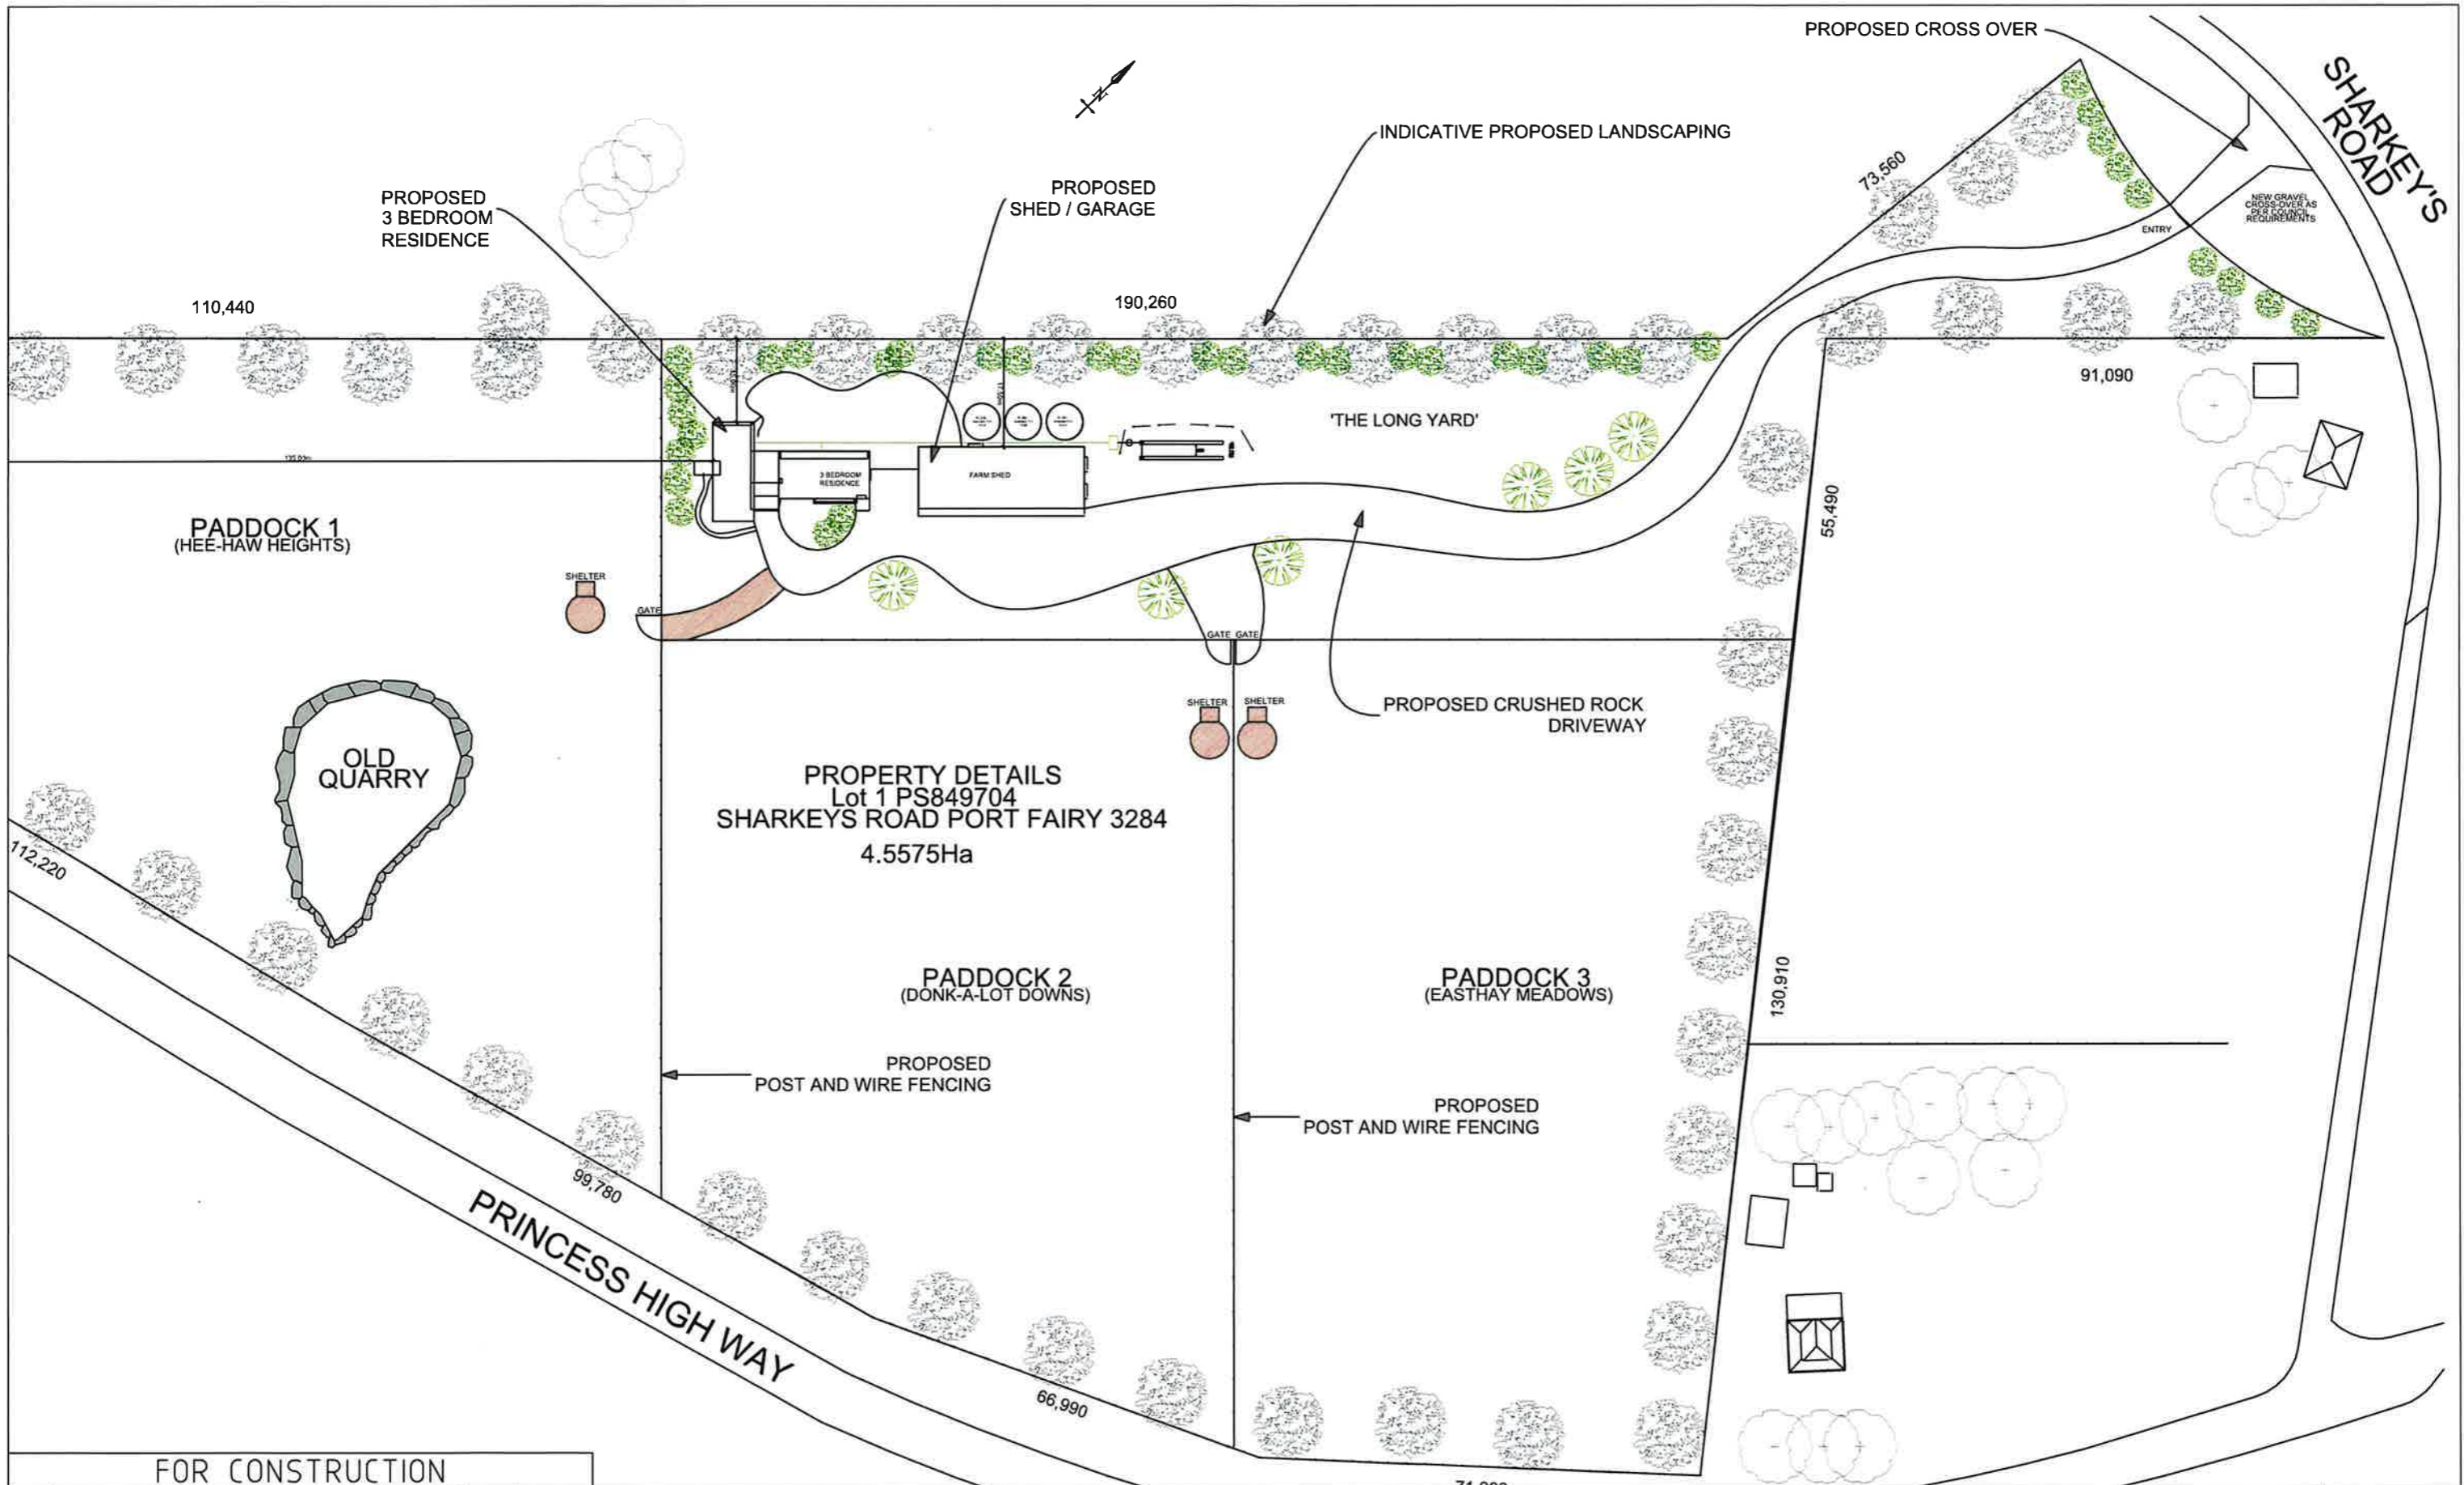 PROPOSED CROSS OVER
SHARKEY'S
ROAD
N
INDICATIVE PROPOSED LANDSCAPING
PROPOSED
3 BEDROOM
RESIDENCE
PROPOSED
SHED / GARAGE
73,560
NEW GRAVEL
CROSS-OVER AS
PER COUNCIL
REQUIREMENTS
ENTRY
110,440
190,260
91,090
'THE LONG YARD'
3 BEDROOM
RESIDENCE
FARM SHED
55,490
PADDOCK 1
(HEE-HAW HEIGHTS)
SHELTER
GATE
GATE GATE
SHELTER SHELTER
PROPOSED CRUSHED ROCK
DRIVEWAY
OLD
QUARRY
PROPERTY DETAILS
Lot 1 PS849704
SHARKEYS ROAD PORT FAIRY 3284
4.5575Ha
112,220
PADDOCK 2
(DONK-A-LOT DOWNS)
PADDOCK 3
(EASTHAY MEADOWS)
130,910
PROPOSED
POST AND WIRE FENCING
PROPOSED
POST AND WIRE FENCING
99,780
PRINCESS HIGH WAY
66,990
FOR CONSTRUCTION